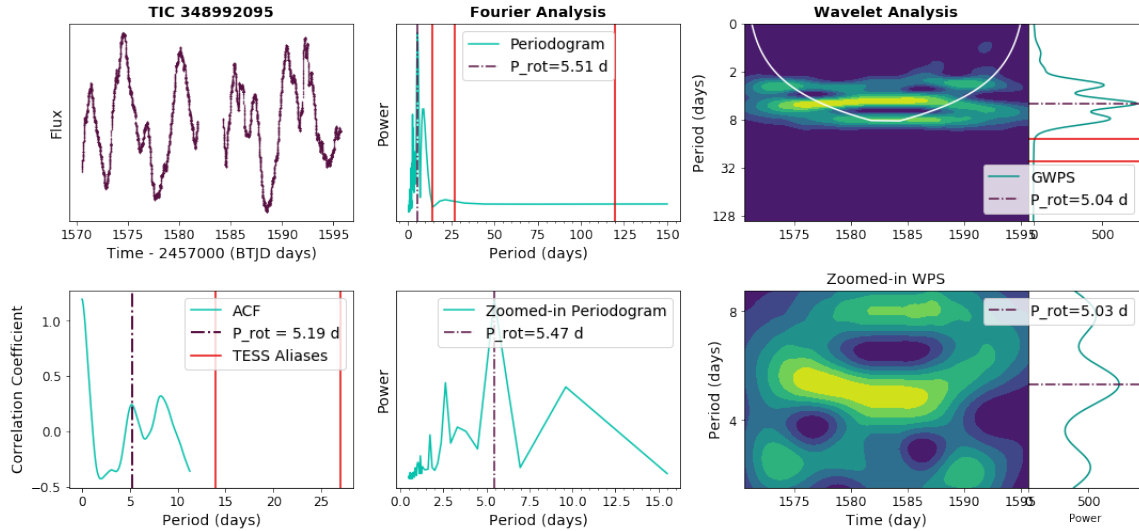 TIC 348992095
Flux
1570 1575 1580 1585 1590 1595
Time - 2457000 (BTJD days)
Fourier Analysis
Power
Periodogram
P_rot=5.51 d
0 25 50 75 100 125 150
Period (days)
Wavelet Analysis
Period (days)
0
2
8
32
128
1575 1580 1585 1590 1595
GWPS
P_rot=5.04 d
0 500
Correlation Coefficient
1.0
0.5
0.0
−0.5
ACF
P_rot = 5.19 d
TESS Aliases
0 5 10 15 20 25
Period (days)
Power
Zoomed-in Periodogram
P_rot=5.47 d
0.0 2.5 5.0 7.5 10.0 12.5 15.0
Period (days)
Zoomed-in WPS
Period (days)
8
4
P_rot=5.03 d
1575 1580 1585 1590 1595
Time (day)
0 500
Power